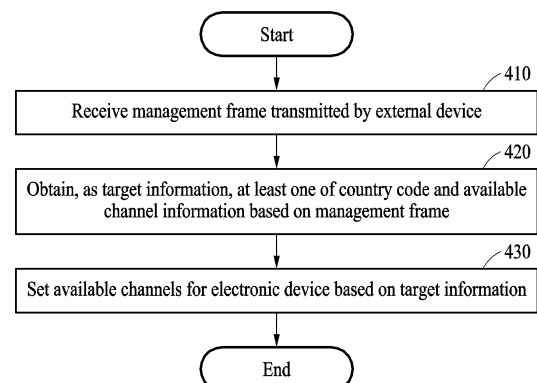 Start
410
Receive management frame transmitted by external device
420
Obtain, as target information, at least one of country code and available
channel information based on management frame
430
Set available channels for electronic device based on target information
End